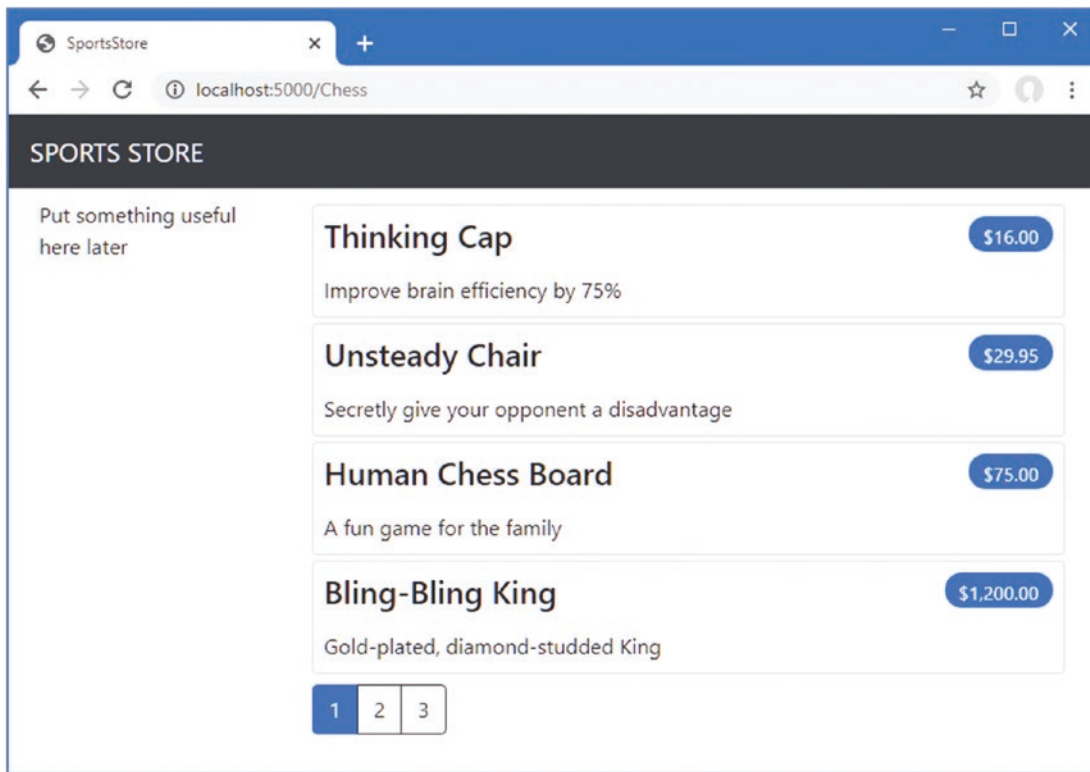 SportsStore
localhost:5000/Chess
SPORTS STORE
Put something useful
here later
Thinking Cap
$16.00
Improve brain efficiency by 75%
Unsteady Chair
$29.95
Secretly give your opponent a disadvantage
Human Chess Board
$75.00
A fun game for the family
Bling-Bling King
$1,200.00
Gold-plated, diamond-studded King
1 2 3